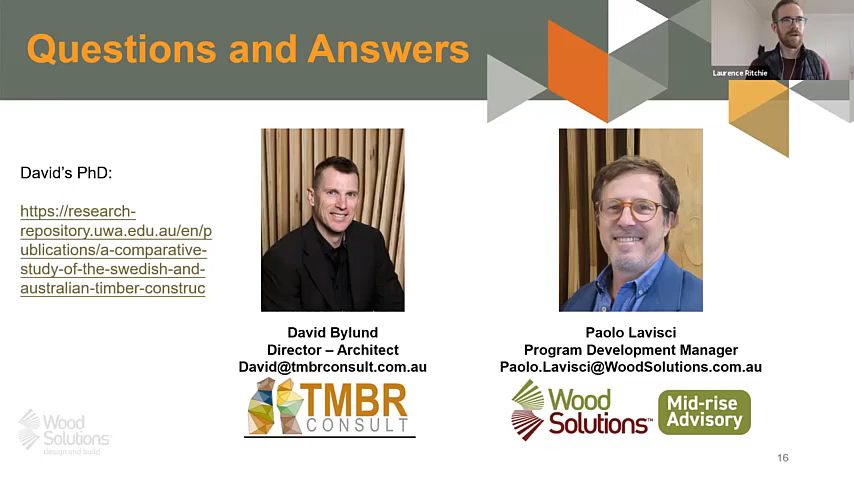 Questions and Answers
Laurence Ritchie
David's PhD:
https://research-
repository.uwa.edu.au/en/p
ublications/a-comparative-
study-of-the-swedish-and-
australian-timber-construc
David Bylund
Director – Architect
David@tmbrconsult.com.au
TMBR
CONSULT
Paolo Lavisci
Program Development Manager
Paolo.Lavisci@WoodSolutions.com.au
Wood
Solutions™
Mid-rise
Advisory
Wood
Solutions
design and build
16